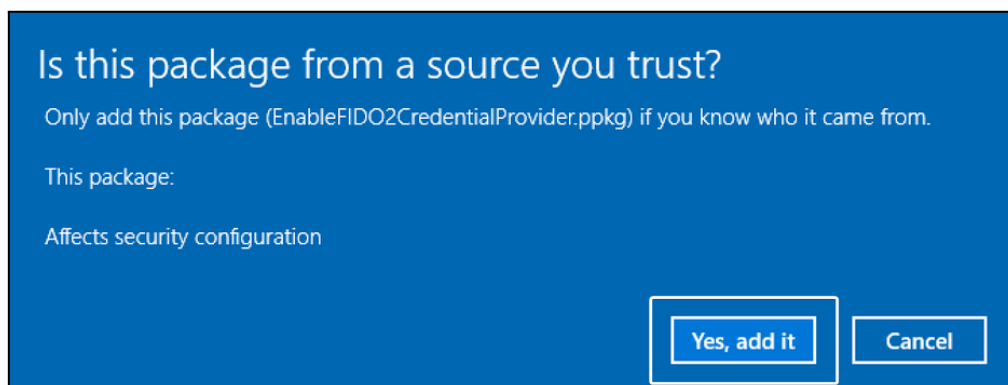 Is this package from a source you trust?
Only add this package (EnableFIDO2CredentialProvider.ppkg) if you know who it came from.
This package:
Affects security configuration
Yes, add it
Cancel